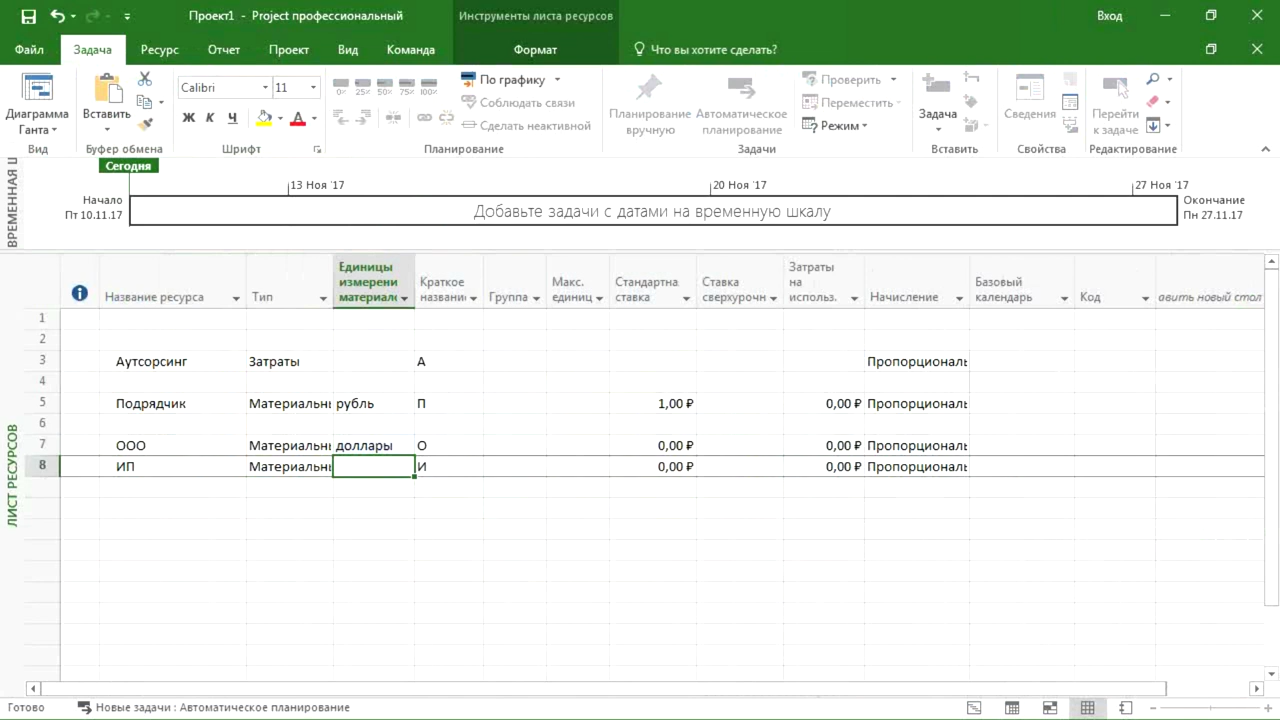 Проект1 - Project профессиональный
Инструменты листа ресурсов
Вход
Файл
Задача
Ресурс
Отчет
Проект
Вид
Команда
Формат
Что вы хотите сделать?
Диаграмма
Ганта
Вид
Вставить
Буфер обмена
Calibri
11
Ж К Ч
Шрифт
0% 25% 50% 75% 100%
По графику
Соблюдать связи
Сделать неактивной
Планирование
Планирование
вручную
Автоматическое
планирование
Проверить
Переместить
Режим
Задачи
Задача
Вставить
Сведения
Свойства
Перейти
к задаче
Редактирование
ВРЕМЕННАЯ Ш
Сегодня
Начало
Пт 10.11.17
13 Ноя '17
20 Ноя '17
27 Ноя '17
Добавьте задачи с датами на временную шкалу
Окончание
Пн 27.11.17
ЛИСТ РЕСУРСОВ
Название ресурса
Тип
Единицы
измерени
материалс
Краткое
названи
Группа
Макс.
единиц
Стандартна
ставка
Ставка
сверхурочн
Затраты
на
использ.
Начисление
Базовый
календарь
Код
авить новый стол
1
2
3 Аутсорсинг Затраты А Пропорциональ
4
5 Подрядчик Материальн рубль П 1,00 ₽ 0,00 ₽ Пропорциональ
6
7 ООО Материальн доллары О 0,00 ₽ 0,00 ₽ Пропорциональ
8 ИП Материальн И 0,00 ₽ 0,00 ₽ Пропорциональ
Готово
Новые задачи : Автоматическое планирование